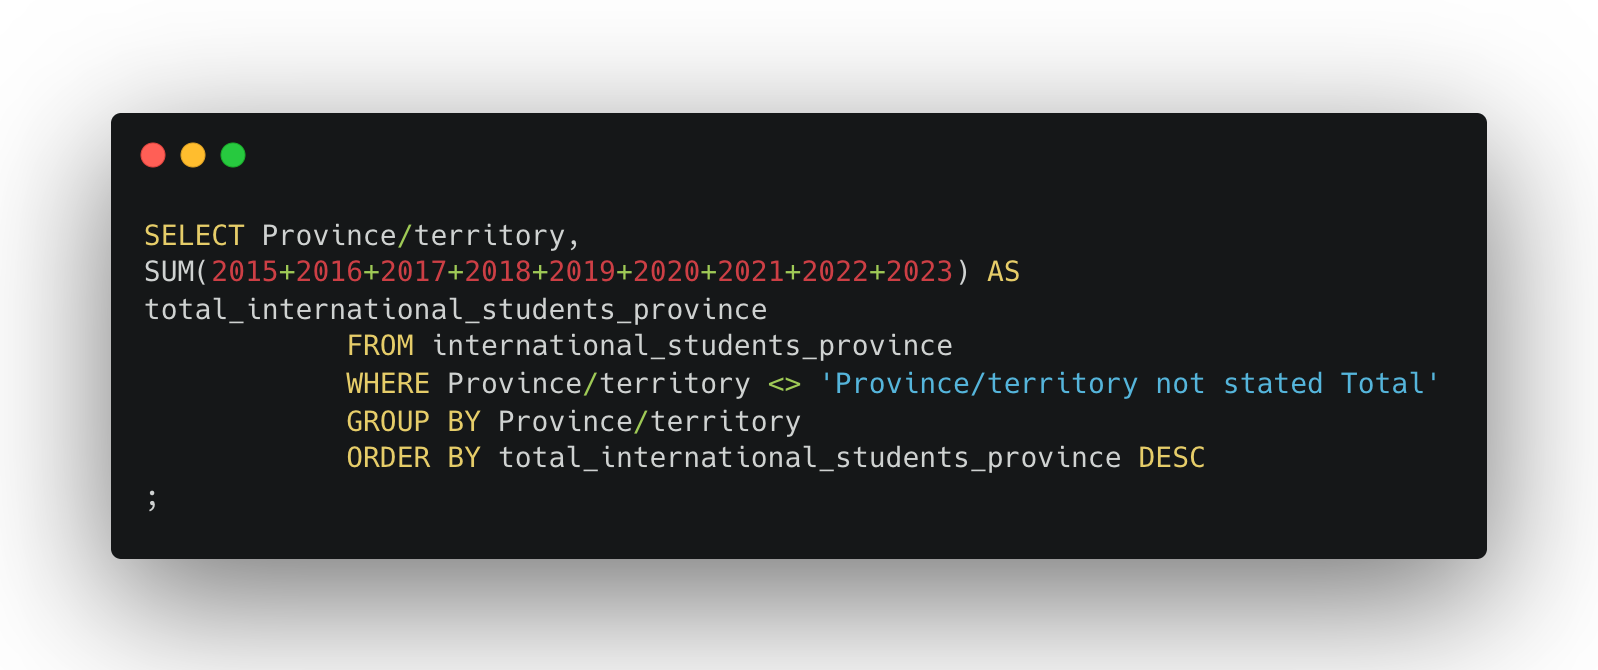 SELECT Province/territory,
SUM(2015+2016+2017+2018+2019+2020+2021+2022+2023) AS
total_international_students_province
FROM international_students_province
WHERE Province/territory <> 'Province/territory not stated Total'
GROUP BY Province/territory
ORDER BY total_international_students_province DESC
;